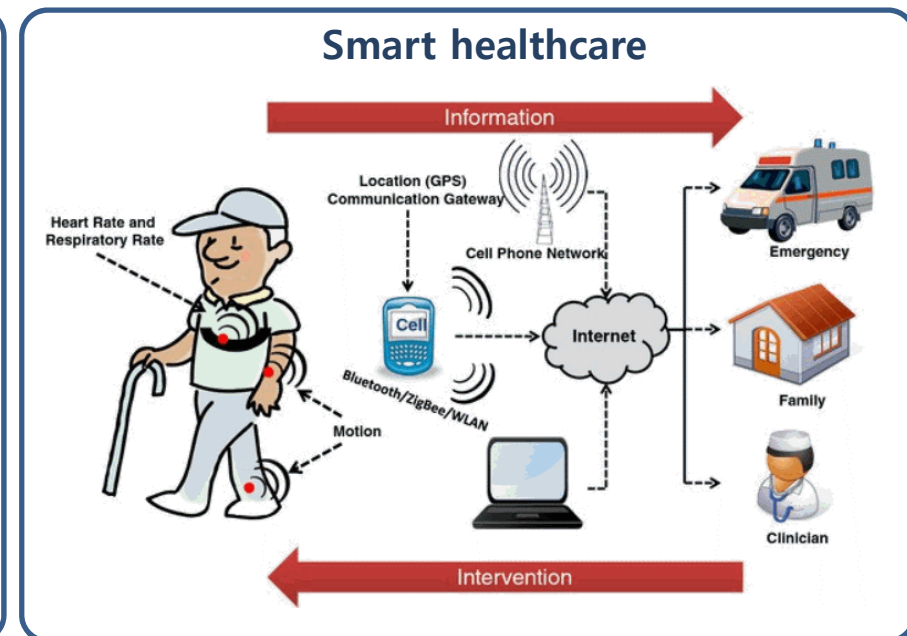 Smart healthcare
Information
Location (GPS)
Communication Gateway
Heart Rate and
Respiratory Rate
Cell Phone Network
Emergency
Cell
Internet
Bluetooth/ZigBee/WLAN
Family
Motion
Clinician
Intervention